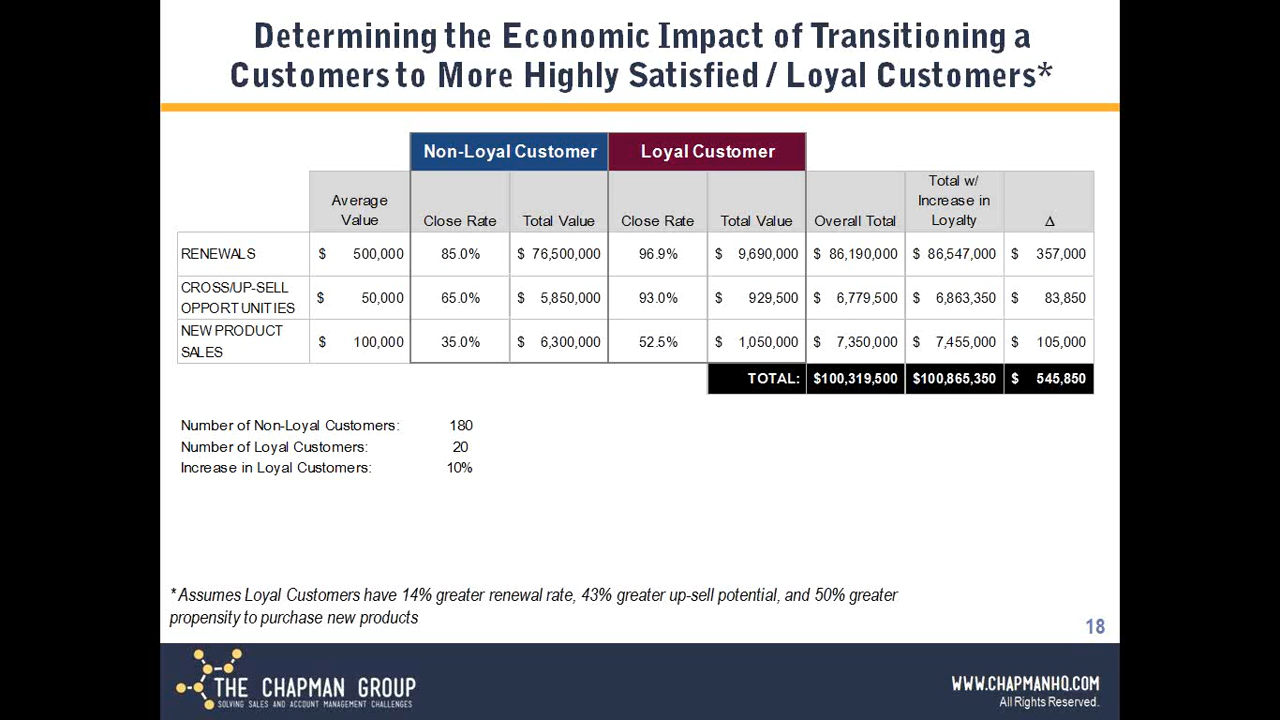 Determining the Economic Impact of Transitioning a
Customers to More Highly Satisfied / Loyal Customers*
Non-Loyal Customer Loyal Customer
Average Value Close Rate Total Value Close Rate Total Value Overall Total Total w/ Increase in Loyalty Δ
RENEWALS $ 500,000 85.0% $ 76,500,000 96.9% $ 9,690,000 $ 86,190,000 $ 86,547,000 $ 357,000
CROSS/UP-SELL OPPORTUNITIES $ 50,000 65.0% $ 5,850,000 93.0% $ 929,500 $ 6,779,500 $ 6,863,350 $ 83,850
NEW PRODUCT SALES $ 100,000 35.0% $ 6,300,000 52.5% $ 1,050,000 $ 7,350,000 $ 7,455,000 $ 105,000
TOTAL: $100,319,500 $100,865,350 $ 545,850
Number of Non-Loyal Customers: 180
Number of Loyal Customers: 20
Increase in Loyal Customers: 10%
* Assumes Loyal Customers have 14% greater renewal rate, 43% greater up-sell potential, and 50% greater
propensity to purchase new products
18
THE CHAPMAN GROUP
SOLVING SALES AND ACCOUNT MANAGEMENT CHALLENGES
WWW.CHAPMANHQ.COM
All Rights Reserved.